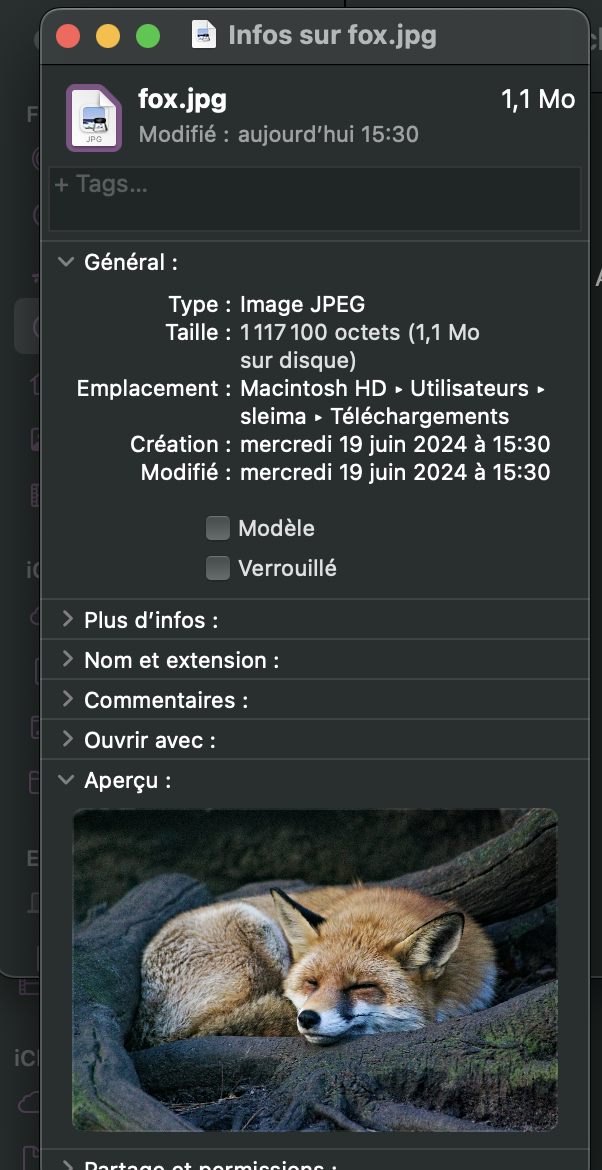 Infos sur fox.jpg
JPG
fox.jpg
1,1 Mo
Modifié : aujourd’hui 15:30
+ Tags...
Général :
Type : Image JPEG
Taille : 1 117 100 octets (1,1 Mo
sur disque)
Emplacement : Macintosh HD ▸ Utilisateurs ▸
sleima ▸ Téléchargements
Création : mercredi 19 juin 2024 à 15:30
Modifié : mercredi 19 juin 2024 à 15:30
Modèle
Verrouillé
Plus d’infos :
Nom et extension :
Commentaires :
Ouvrir avec :
Aperçu :
Partage et permissions :